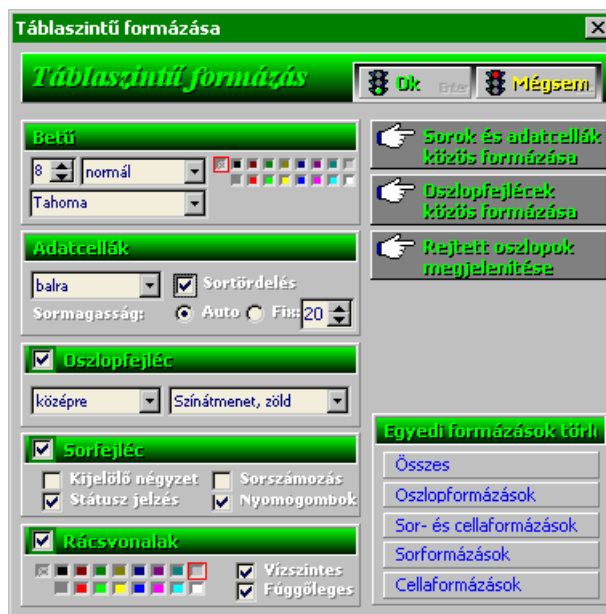 Táblaszintű formázása
Táblaszintű formázás
Ok Enter Mégsem
Betű
8 normál
Tahoma
Sorok és adatcellák
közös formázása
Oszlopfejlécek
közös formázása
Rejtett oszlopok
megjelenítése
Adatcellák
balra Sortördelés
Sormagasság: Auto Fix: 20
Oszlopfejléc
középre Színátmenet, zöld
Sorfejléc
Kijelölő négyzet Sorszámozás
Státusz jelzés Nyomógombok
Rácsvonalak
Vízszintes
Függőleges
Egyedi formázások
Összes
Oszlopformázások
Sor- és cellaformázások
Sorformázások
Cellaformázások